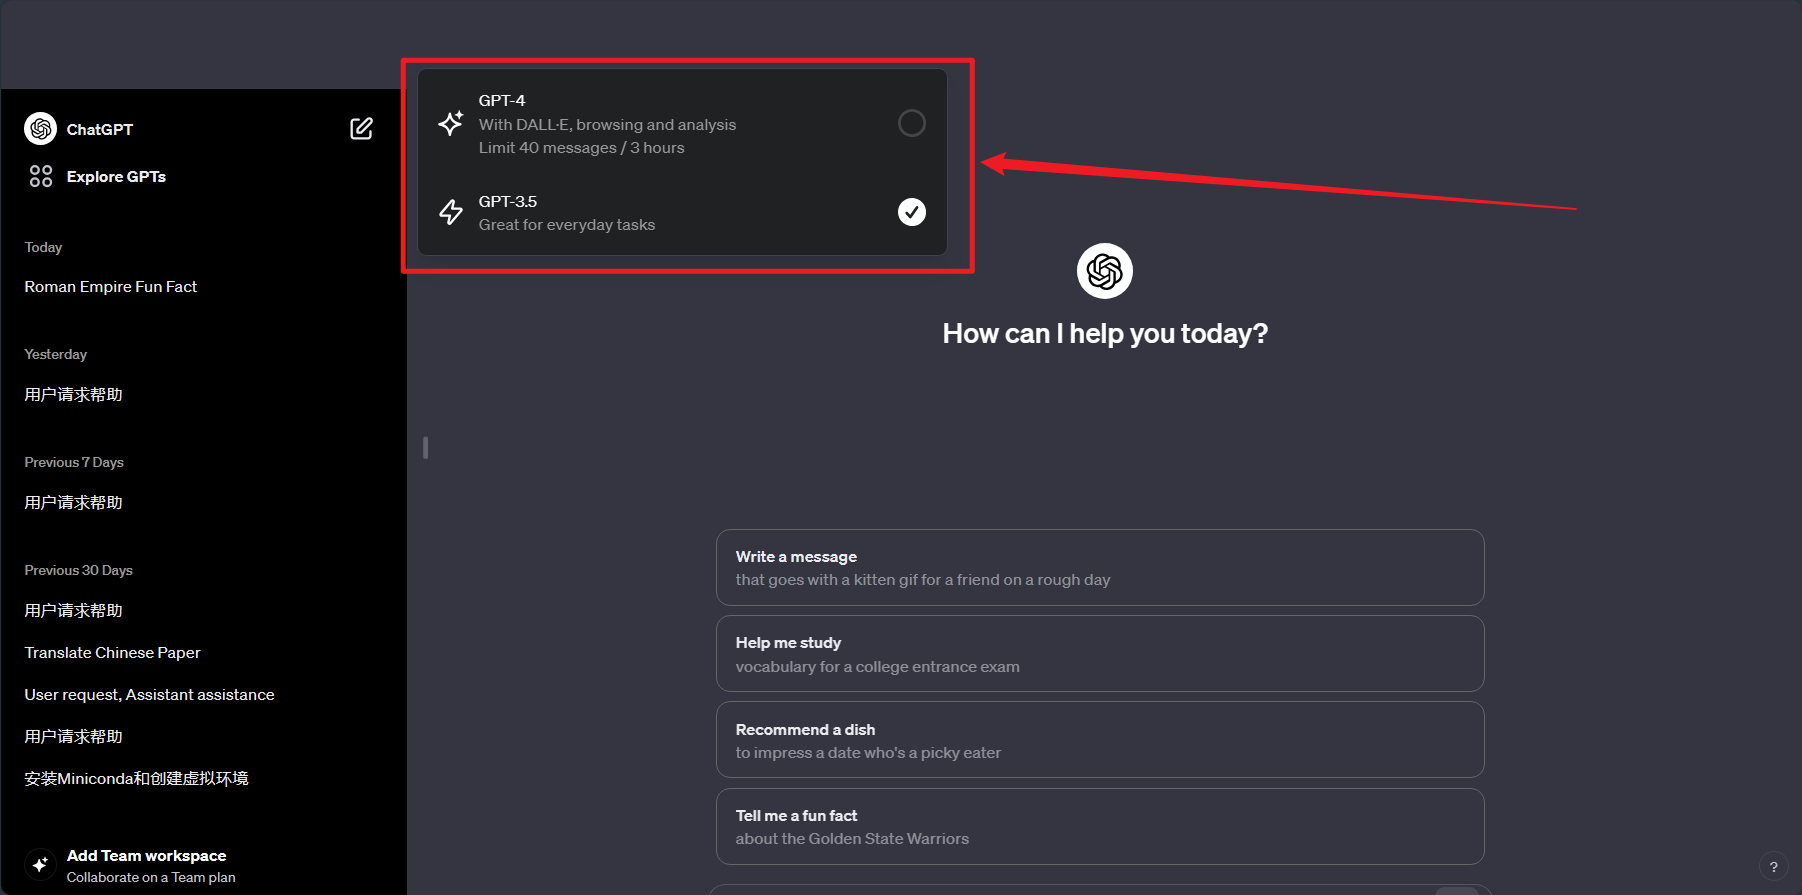 ChatGPT
Explore GPTs
Today
Roman Empire Fun Fact
Yesterday
用户请求帮助
Previous 7 Days
用户请求帮助
Previous 30 Days
用户请求帮助
Translate Chinese Paper
User request, Assistant assistance
用户请求帮助
安装Miniconda和创建虚拟环境
Add Team workspace
Collaborate on a Team plan
GPT-4
With DALL·E, browsing and analysis
Limit 40 messages / 3 hours
GPT-3.5
Great for everyday tasks
How can I help you today?
Write a message
that goes with a kitten gif for a friend on a rough day
Help me study
vocabulary for a college entrance exam
Recommend a dish
to impress a date who's a picky eater
Tell me a fun fact
about the Golden State Warriors
?